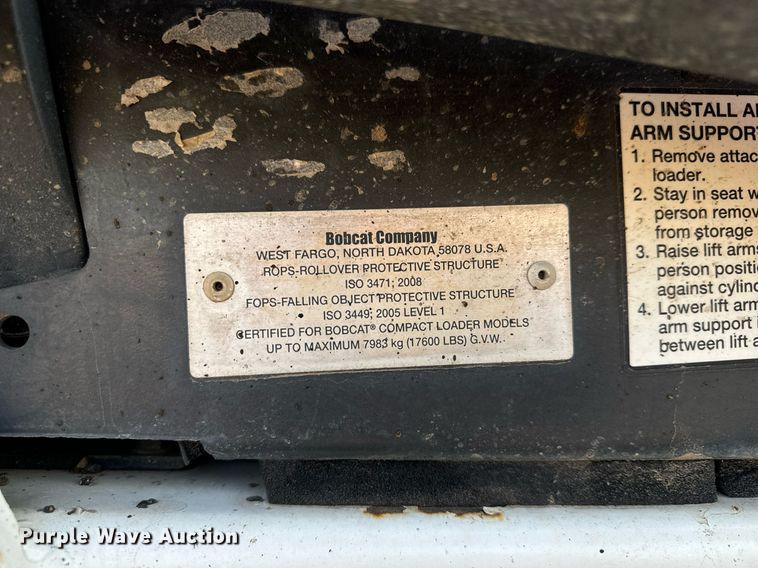 Bobcat Company
WEST FARGO, NORTH DAKOTA 58078 U.S.A.
ROPS-ROLLOVER PROTECTIVE STRUCTURE
ISO 3471: 2008
FOPS-FALLING OBJECT PROTECTIVE STRUCTURE
ISO 3449: 2005 LEVEL 1
CERTIFIED FOR BOBCAT® COMPACT LOADER MODELS
UP TO MAXIMUM 7983 kg (17600 LBS) G.V.W.
TO INSTALL
ARM SUPPORT
1. Remove attac
loader.
2. Stay in seat w
person remov
from storage
3. Raise lift arms
person positi
against cylin
4. Lower lift arm
arm support i
between lift a
Purple Wave Auction